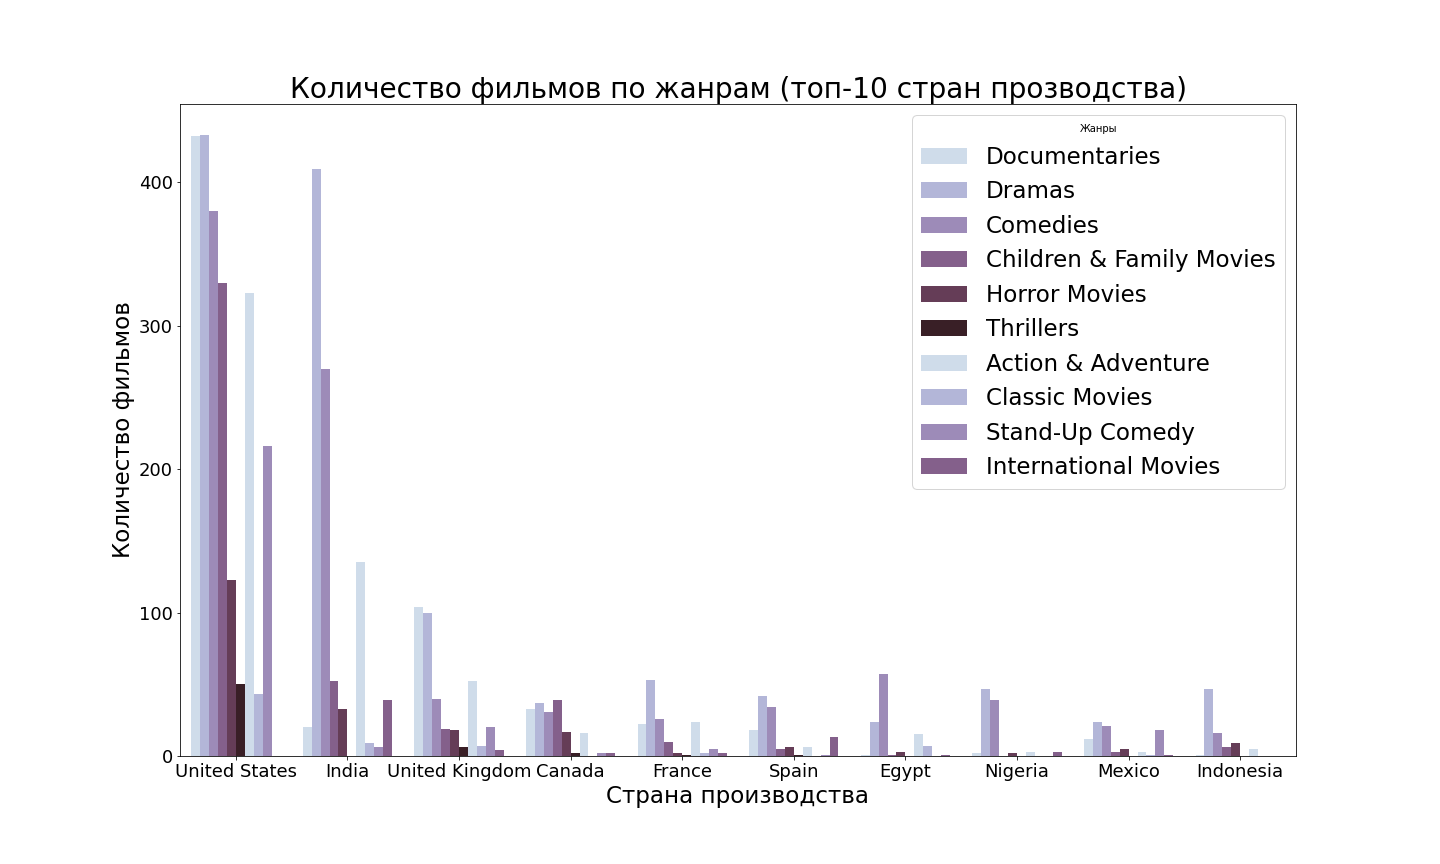 Количество фильмов по жанрам (топ-10 стран прозводства)
Жанры
Documentaries
Dramas
Comedies
Children & Family Movies
Horror Movies
Thrillers
Action & Adventure
Classic Movies
Stand-Up Comedy
International Movies
Количество фильмов
400
300
200
100
0
United States India United Kingdom Canada France Spain Egypt Nigeria Mexico Indonesia
Страна производства